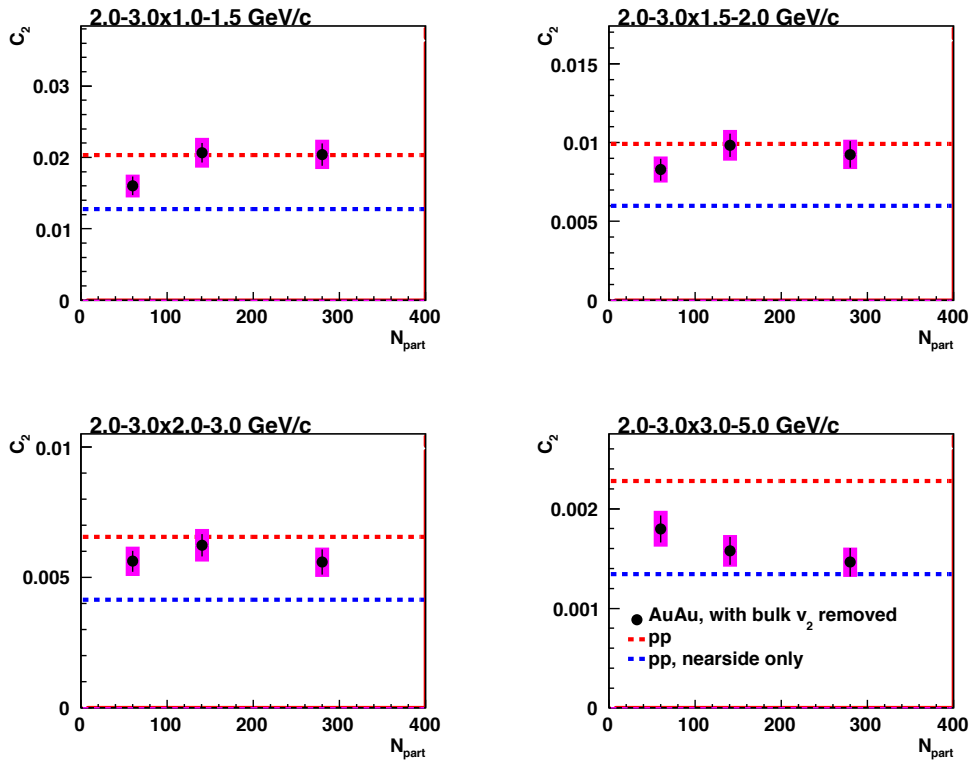 2.0-3.0x1.0-1.5 GeV/c
C₂
0.03
0.02
0.01
0
0 100 200 300 400
N_part
2.0-3.0x1.5-2.0 GeV/c
C₂
0.015
0.01
0.005
0
0 100 200 300 400
N_part
2.0-3.0x2.0-3.0 GeV/c
C₂
0.01
0.005
0
0 100 200 300 400
N_part
2.0-3.0x3.0-5.0 GeV/c
C₂
0.002
0.001
0
AuAu, with bulk v₂ removed
pp
pp, nearside only
0 100 200 300 400
N_part